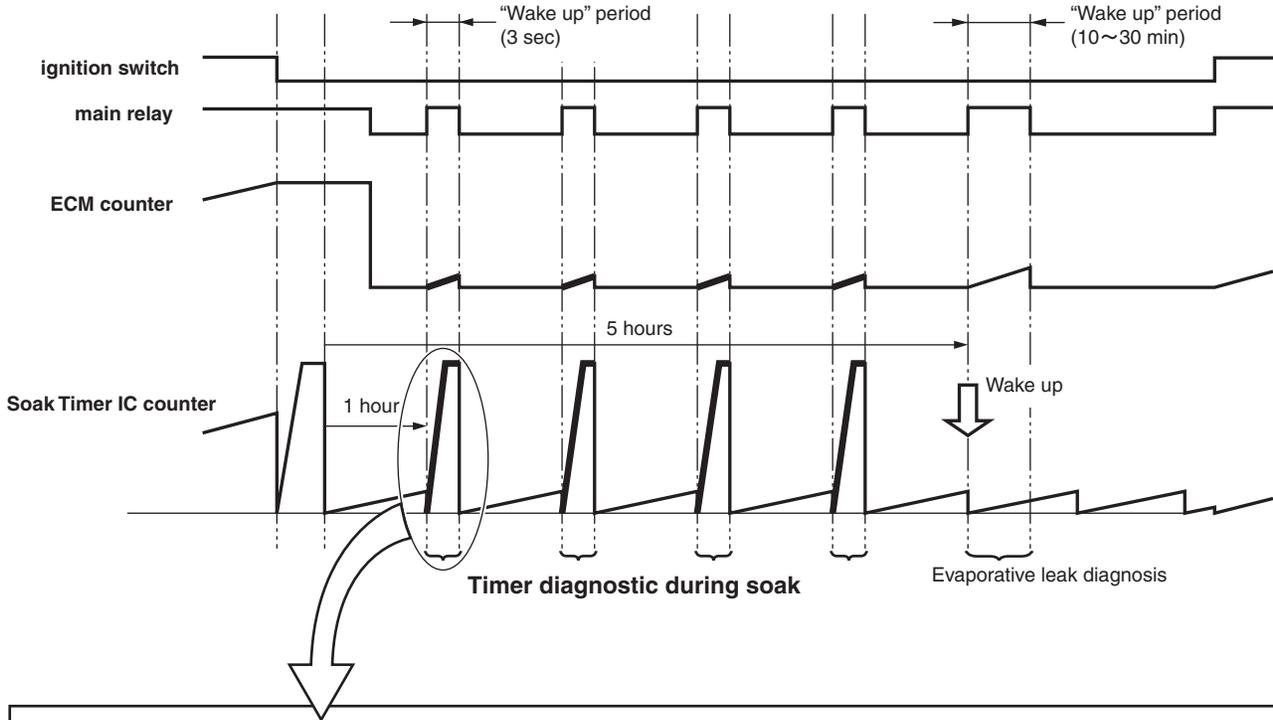 “Wake up” period
(3 sec)
“Wake up” period
(10～30 min)
ignition switch
main relay
ECM counter
5 hours
Soak Timer IC counter
1 hour
Wake up
Timer diagnostic during soak
Evaporative leak diagnosis